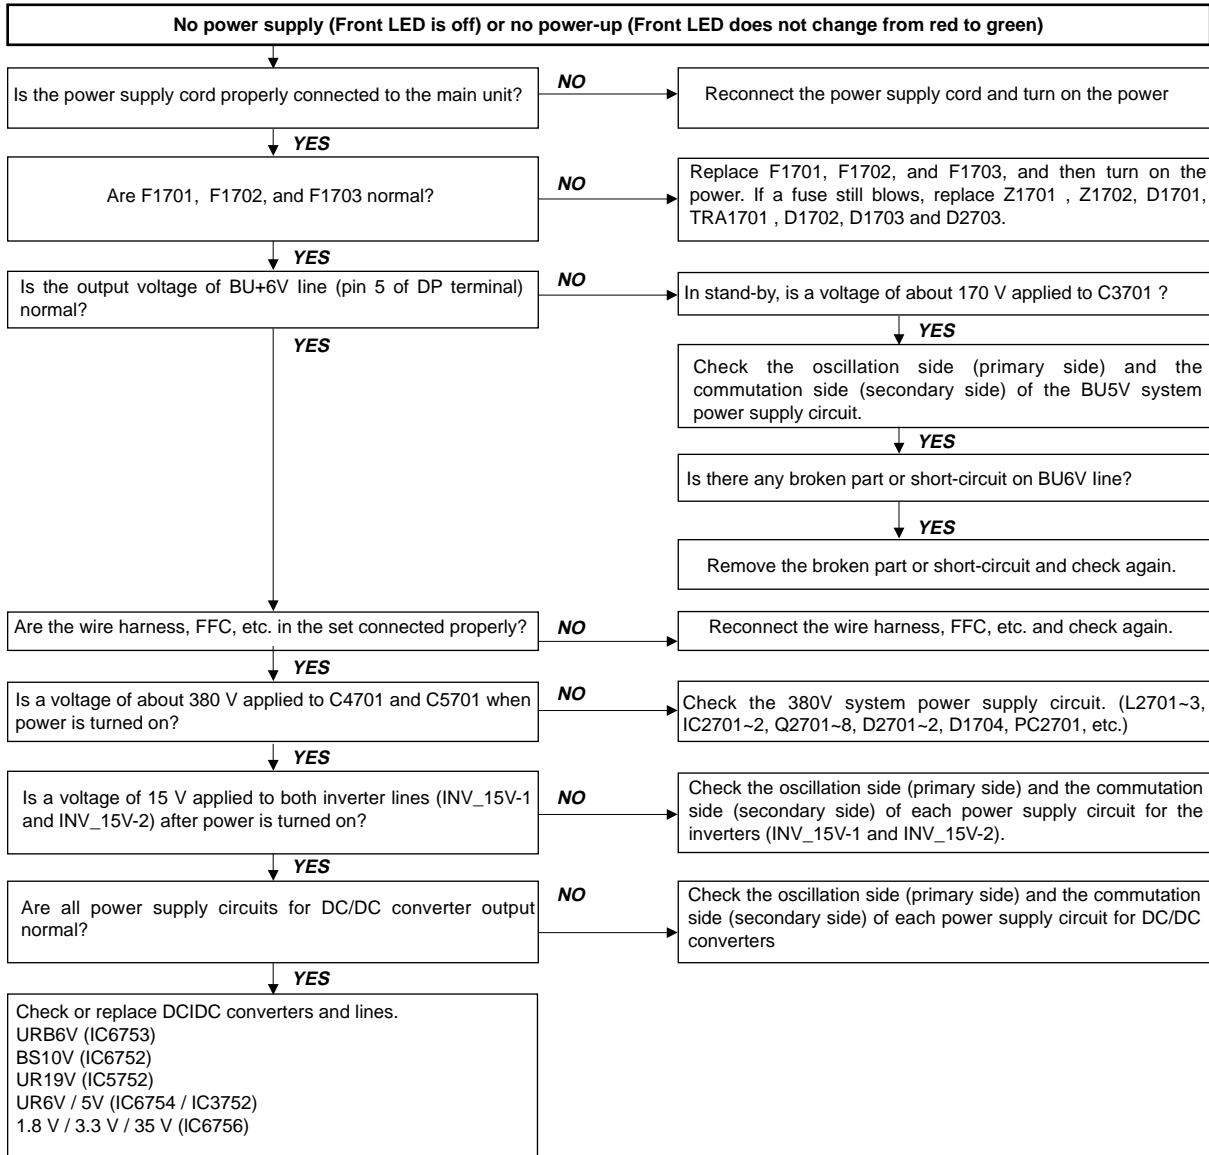 No power supply (Front LED is off) or no power-up (Front LED does not change from red to green)
Is the power supply cord properly connected to the main unit?
NO
Reconnect the power supply cord and turn on the power
YES
Are F1701, F1702, and F1703 normal?
NO
Replace F1701, F1702, and F1703, and then turn on the
power. If a fuse still blows, replace Z1701 , Z1702, D1701,
TRA1701 , D1702, D1703 and D2703.
YES
Is the output voltage of BU+6V line (pin 5 of DP terminal)
normal?
NO
In stand-by, is a voltage of about 170 V applied to C3701 ?
YES
YES
Check the oscillation side (primary side) and the
commutation side (secondary side) of the BU5V system
power supply circuit.
YES
Is there any broken part or short-circuit on BU6V line?
YES
Remove the broken part or short-circuit and check again.
Are the wire harness, FFC, etc. in the set connected properly?
NO
Reconnect the wire harness, FFC, etc. and check again.
YES
Is a voltage of about 380 V applied to C4701 and C5701 when
power is turned on?
NO
Check the 380V system power supply circuit. (L2701~3,
IC2701~2, Q2701~8, D2701~2, D1704, PC2701, etc.)
YES
Is a voltage of 15 V applied to both inverter lines (INV_15V-1
and INV_15V-2) after power is turned on?
NO
Check the oscillation side (primary side) and the commutation
side (secondary side) of each power supply circuit for the
inverters (INV_15V-1 and INV_15V-2).
YES
Are all power supply circuits for DC/DC converter output
normal?
NO
Check the oscillation side (primary side) and the commutation
side (secondary side) of each power supply circuit for DC/DC
converters
YES
Check or replace DCIDC converters and lines.
URB6V (IC6753)
BS10V (IC6752)
UR19V (IC5752)
UR6V / 5V (IC6754 / IC3752)
1.8 V / 3.3 V / 35 V (IC6756)